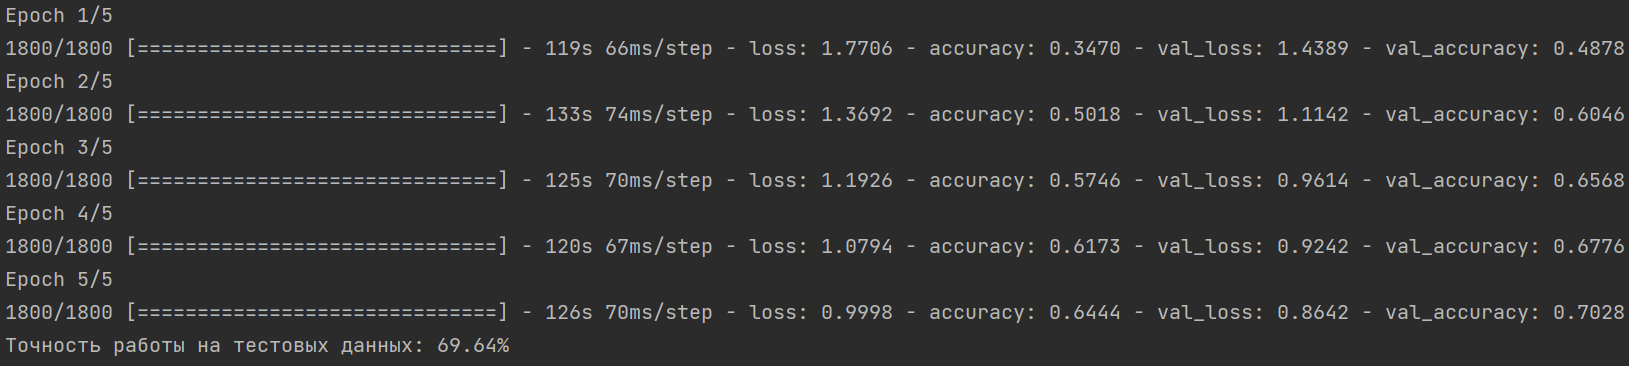 Epoch 1/5
1800/1800 [==============================] - 119s 66ms/step - loss: 1.7706 - accuracy: 0.3470 - val_loss: 1.4389 - val_accuracy: 0.4878
Epoch 2/5
1800/1800 [==============================] - 133s 74ms/step - loss: 1.3692 - accuracy: 0.5018 - val_loss: 1.1142 - val_accuracy: 0.6046
Epoch 3/5
1800/1800 [==============================] - 125s 70ms/step - loss: 1.1926 - accuracy: 0.5746 - val_loss: 0.9614 - val_accuracy: 0.6568
Epoch 4/5
1800/1800 [==============================] - 120s 67ms/step - loss: 1.0794 - accuracy: 0.6173 - val_loss: 0.9242 - val_accuracy: 0.6776
Epoch 5/5
1800/1800 [==============================] - 126s 70ms/step - loss: 0.9998 - accuracy: 0.6444 - val_loss: 0.8642 - val_accuracy: 0.7028
Точность работы на тестовых данных: 69.64%